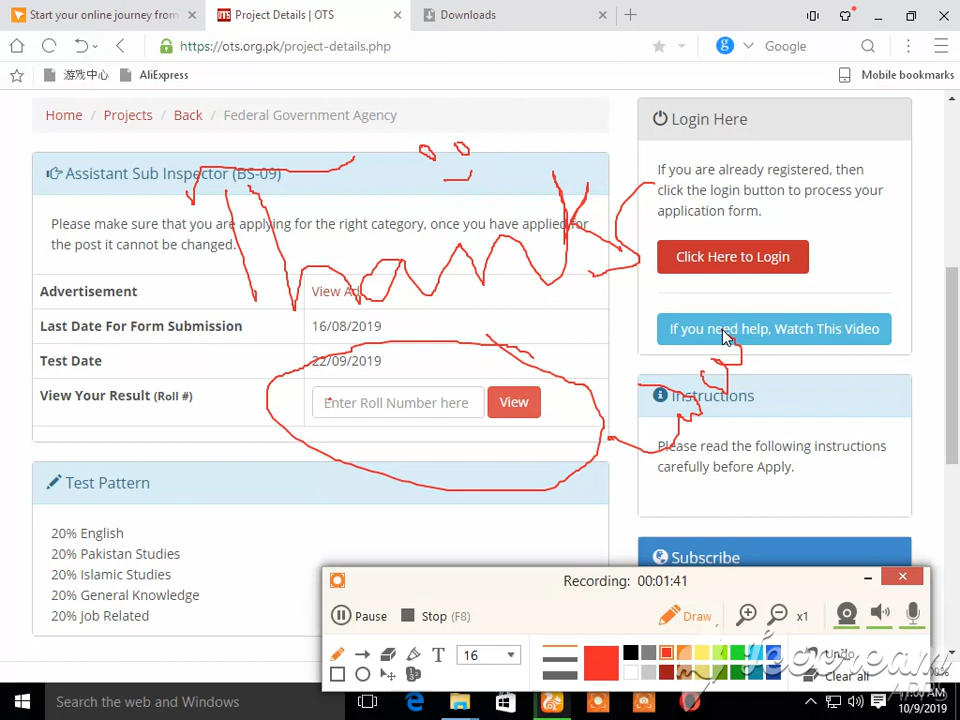 Start your online journey from
Project Details | OTS
Downloads
https://ots.org.pk/project-details.php
Google
游戏中心
AliExpress
Mobile bookmarks
Home / Projects / Back / Federal Government Agency
Assistant Sub Inspector (BS-09)
Please make sure that you are applying for the right category, once you have applied for
the post it cannot be changed.
Advertisement
View Ad
Last Date For Form Submission
16/08/2019
Test Date
22/09/2019
View Your Result (Roll #)
Enter Roll Number here
View
Thanks
Test Pattern
20% English
20% Pakistan Studies
20% Islamic Studies
20% General Knowledge
20% Job Related
Login Here
If you are already registered, then
click the login button to process your
application form.
Click Here to Login
If you need help, Watch This Video
Instructions
Please read the following instructions
carefully before Apply.
Subscribe
Recording: 00:01:41
Pause
Stop (F8)
Draw
x1
T
16
Undo
Clear all
Icecream
Apps
Search the web and Windows
11:00 AM
10/9/2019